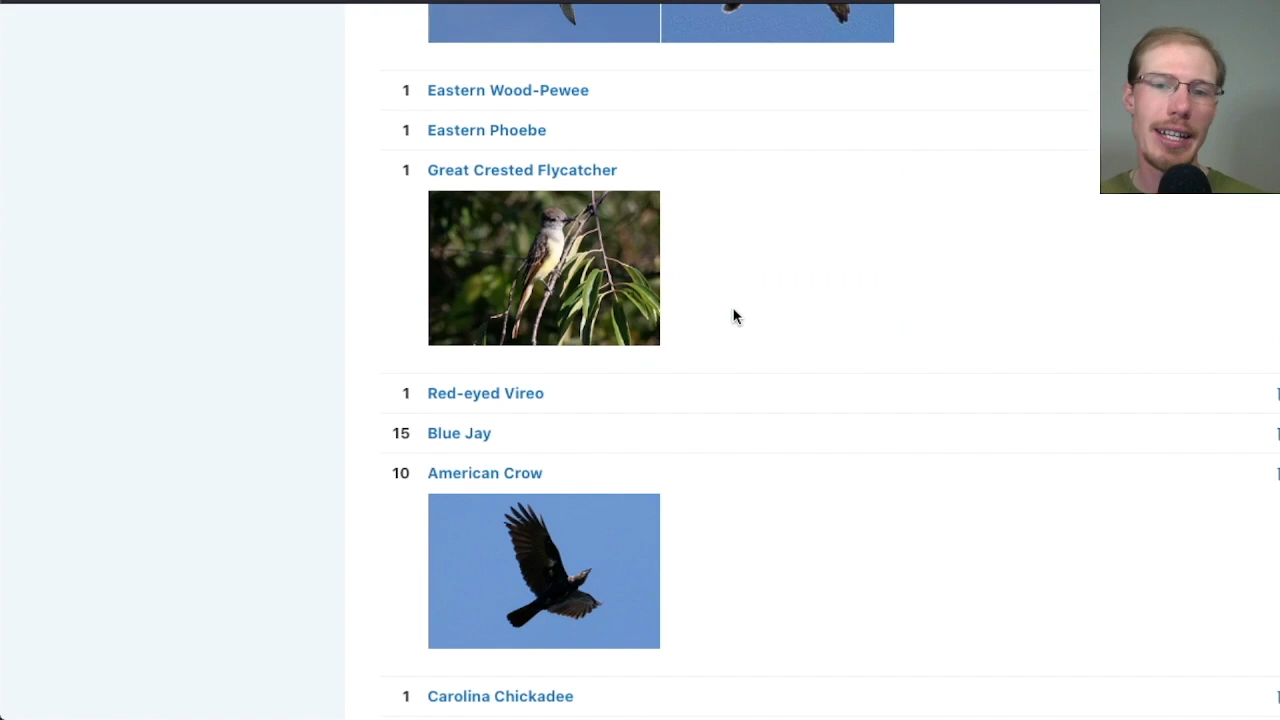 1 Eastern Wood-Pewee
1 Eastern Phoebe
1 Great Crested Flycatcher
1 Red-eyed Vireo
15 Blue Jay
10 American Crow
1 Carolina Chickadee